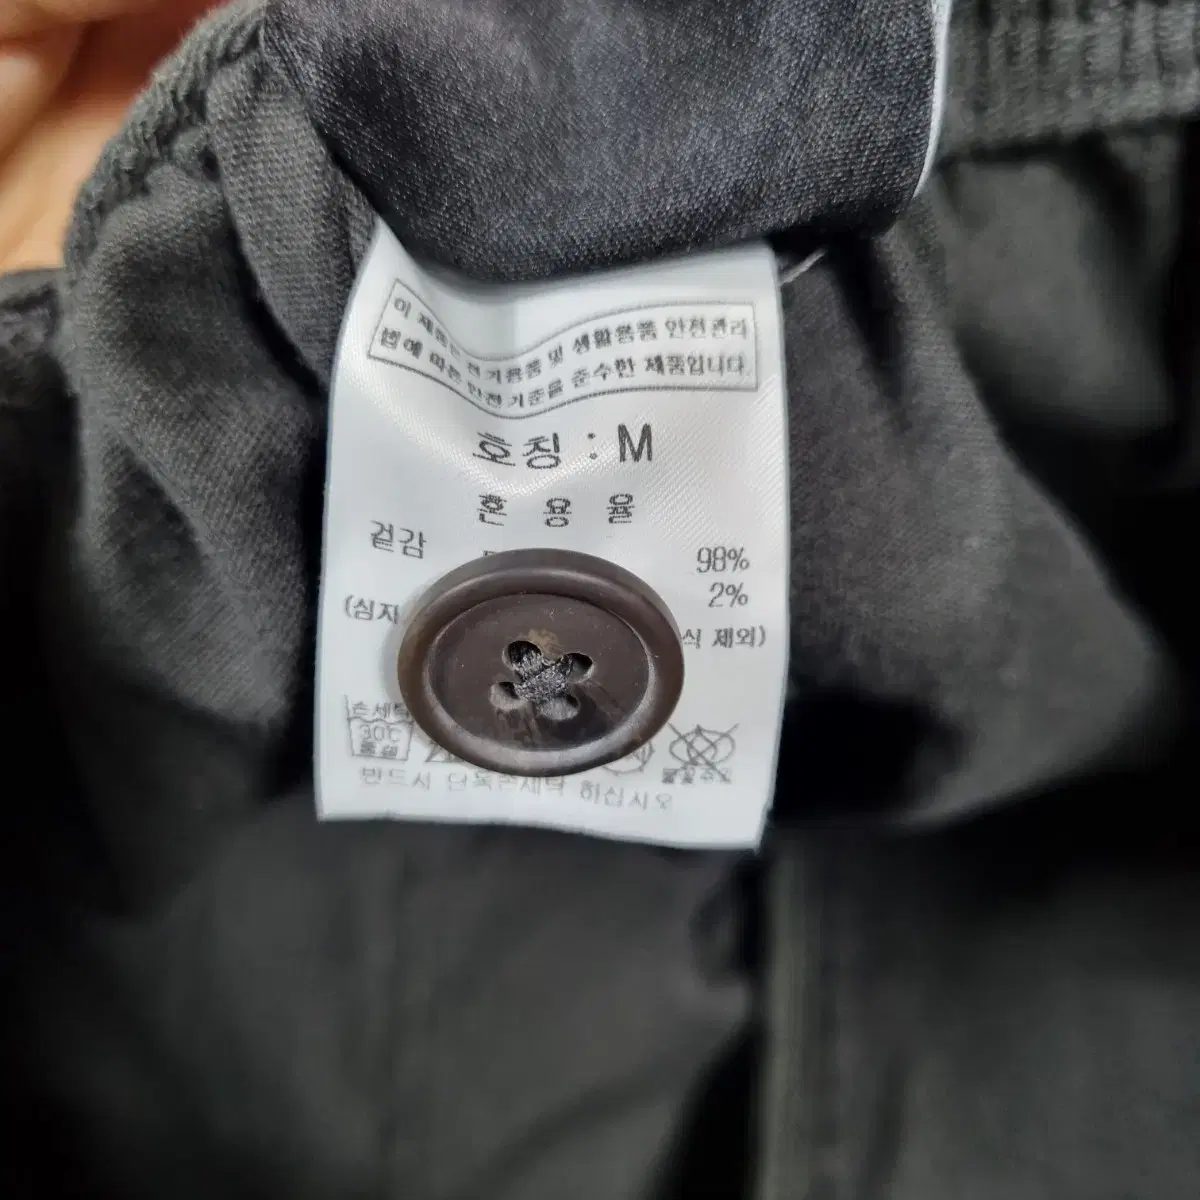 이 제품은 전기용품 및 생활용품 안전관리
법에 따른 안전기준을 준수한 제품입니다.
호칭 : M
혼 용 율
겉감 98%
2%
(심지 식 제외)
손세탁
30℃
중성
반드시 단독손세탁 하십시오